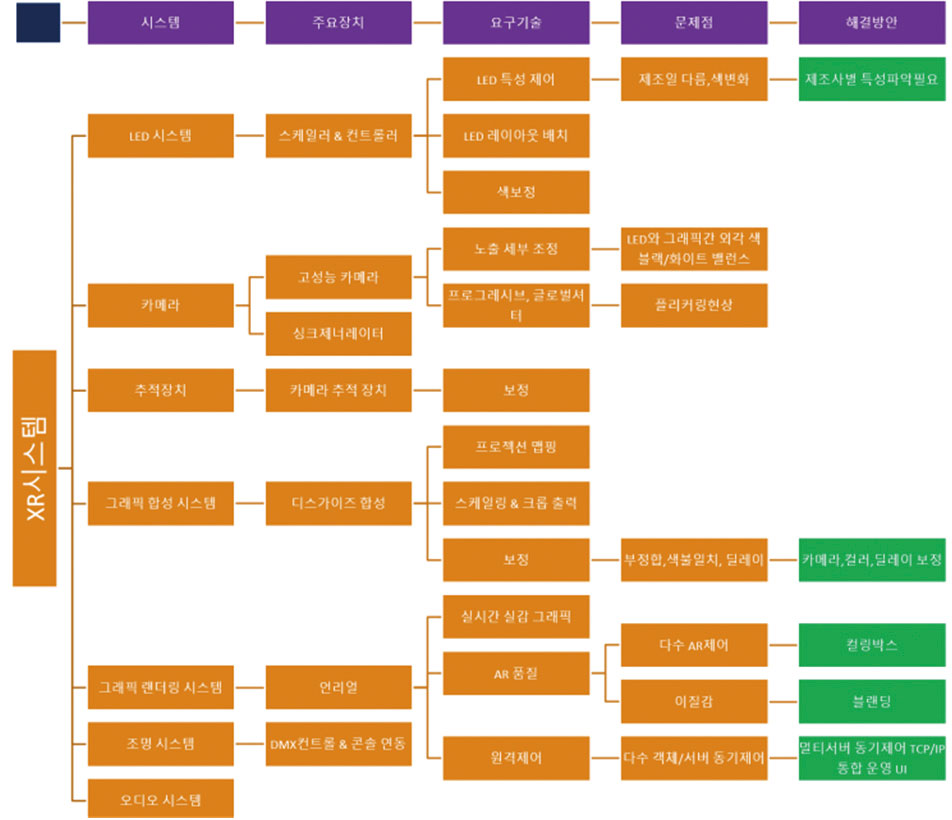 시스템
주요장치
요구기술
문제점
해결방안
LED 특성 제어
제조일 다름,색변화
제조사별 특성파악필요
LED 시스템
스케일러 & 컨트롤러
LED 레이아웃 배치
색보정
노출 세부 조정
LED와 그래픽간 외각 색
블랙/화이트 밸런스
고성능 카메라
카메라
프로그레시브, 글로벌셔
터
플리커링현상
싱크제너레이터
추적장치
카메라 추적 장치
보정
XR시스템
프로젝션 맵핑
그래픽 합성 시스템
디스가이즈 합성
스케일링 & 크롭 출력
보정
부정합,색불일치, 딜레이
카메라,컬러,딜레이 보정
실시간 실감 그래픽
다수 AR제어
컬링박스
그래픽 랜더링 시스템
언리얼
AR 품질
이질감
블랜딩
조명 시스템
DMX컨트롤 & 콘솔 연동
원격제어
다수 객체/서버 동기제어
멀티서버 동기제어 TCP/IP
통합 운영 UI
오디오 시스템